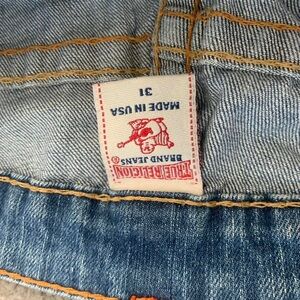 TRUE RELIGION®
BRAND JEANS
MADE IN USA
31